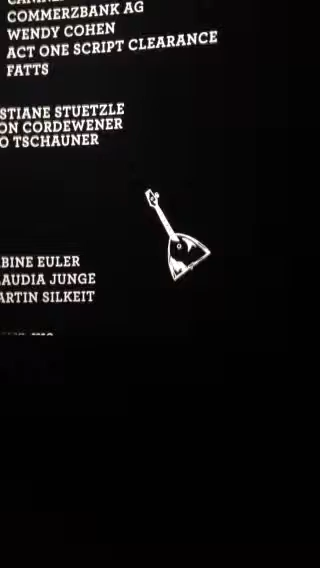 COMMERZBANK AG
WENDY COHEN
ACT ONE SCRIPT CLEARANCE
FATTS
STIANE STUETZLE
ON CORDEWENER
O TSCHAUNER
BINE EULER
AUDIA JUNGE
ARTIN SILKEIT